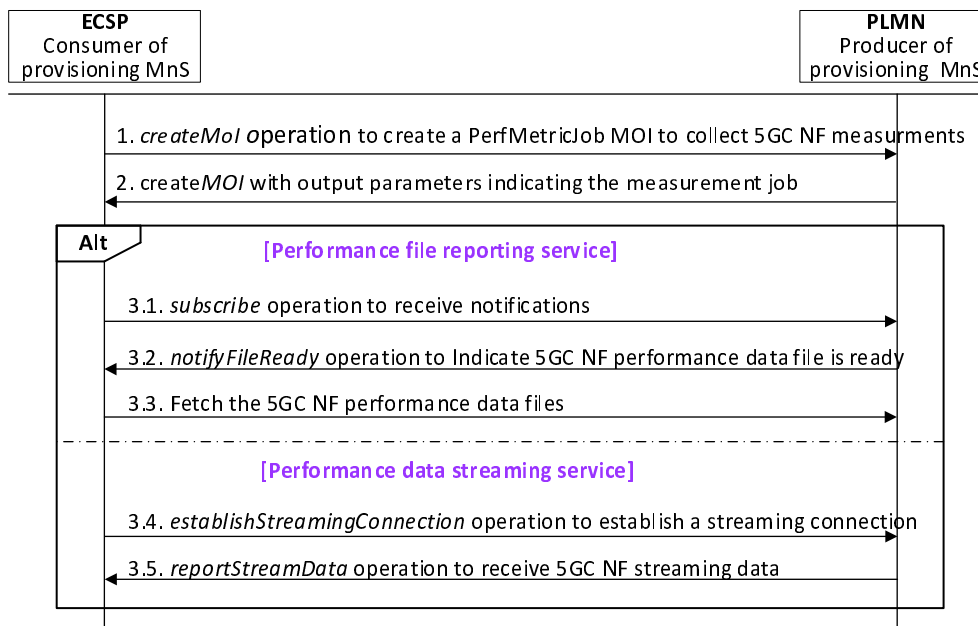 ECSP
Consumer of
provisioning MnS
PLMN
Producer of
provisioning MnS
1. createMoI operation to create a PerfMetricJob MOI to collect 5GC NF measurments
2. createMOI with output parameters indicating the measurement job
Alt
[Performance file reporting service]
3.1. subscribe operation to receive notifications
3.2. notifyFileReady operation to Indicate 5GC NF performance data file is ready
3.3. Fetch the 5GC NF performance data files
[Performance data streaming service]
3.4. establishStreamingConnection operation to establish a streaming connection
3.5. reportStreamData operation to receive 5GC NF streaming data